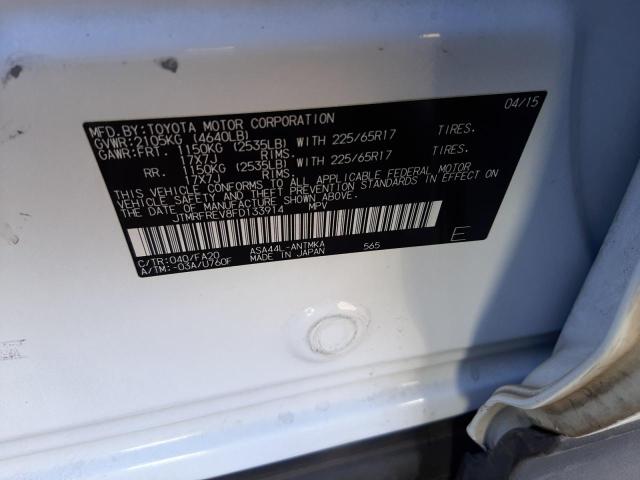 MFD.BY:TOYOTA MOTOR CORPORATION 04/15
GVWR:2105KG (4640LB)
GAWR:FRT. 1150KG (2535LB) WITH 225/65R17 TIRES.
17X7J RIMS.
RR. 1150KG (2535LB) WITH 225/65R17 TIRES.
17X7J RIMS.
THIS VEHICLE CONFORMS TO ALL APPLICABLE FEDERAL MOTOR
VEHICLE SAFETY AND THEFT PREVENTION STANDARDS IN EFFECT
ON THE DATE OF MANUFACTURE SHOWN ABOVE.
JTMRFREV8FD133914 MPV
C/TR:040/FA20 ASA44L-ANTMKA 565 E
A/TM:-03A/U760F MADE IN JAPAN